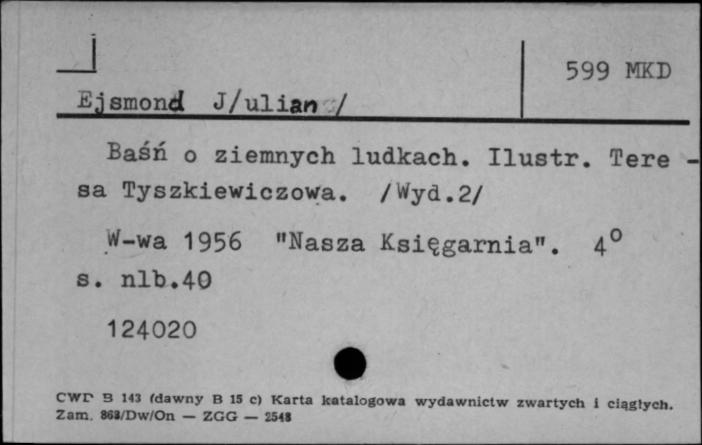 599 MKD
Ejsmond J/ulian /
Baśń o ziemnych ludkach. Ilustr. Tere -
sa Tyszkiewiczowa. /Wyd.2/
W-wa 1956 "Nasza Księgarnia". 4°
s. nlb.40
124020
CWD B 143 (dawny B 15 c) Karta katalogowa wydawnictw zwartych i ciągłych.
Zam. 868/Dw/On — ZGG — 2548